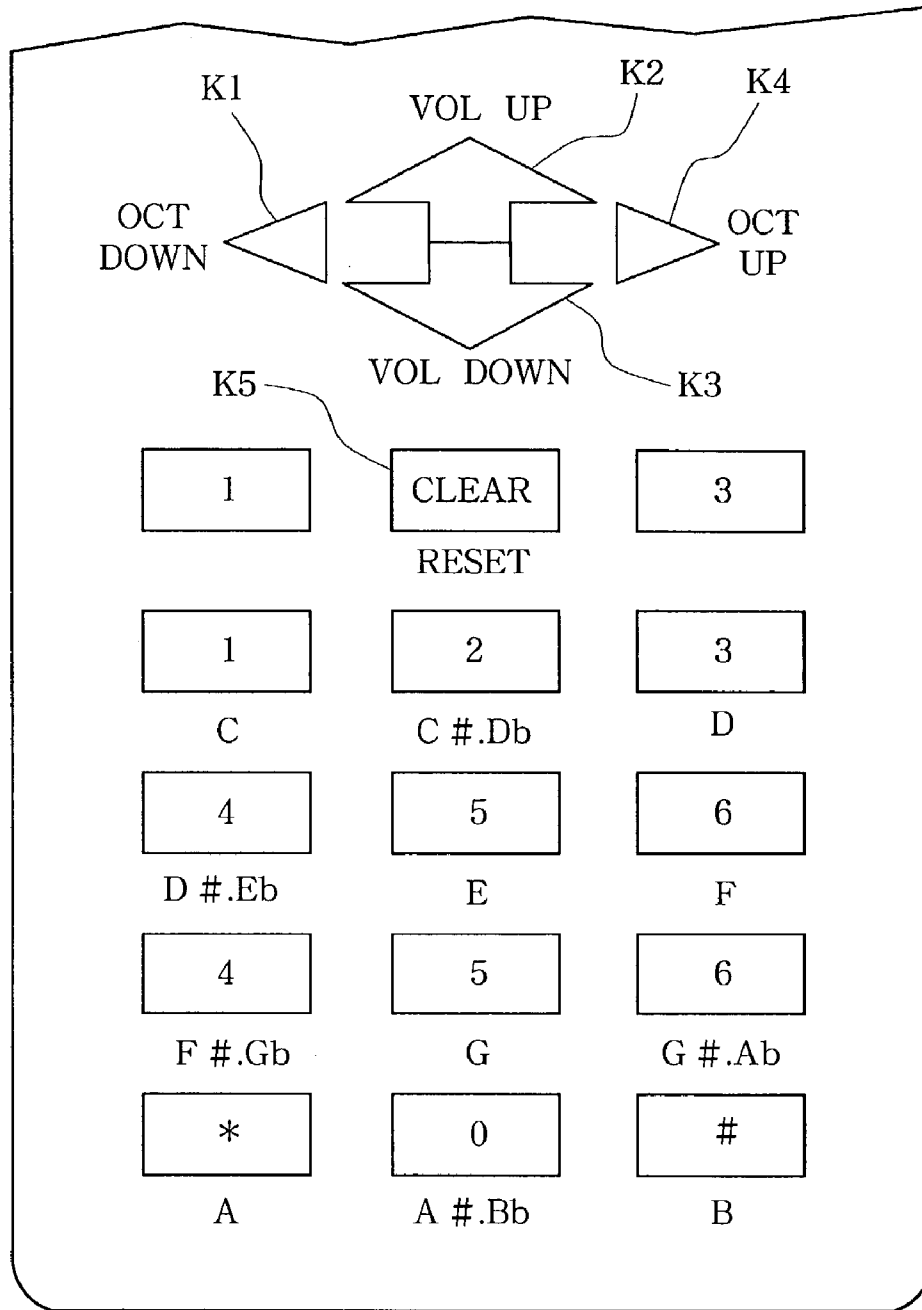 K1
VOL UP
K2
K4
OCT
DOWN
OCT
UP
VOL DOWN
K5
K3
1
CLEAR
3
RESET
1
2
3
C
C #.Db
D
4
5
6
D #.Eb
E
F
4
5
6
F #.Gb
G
G #.Ab
*
0
#
A
A #.Bb
B